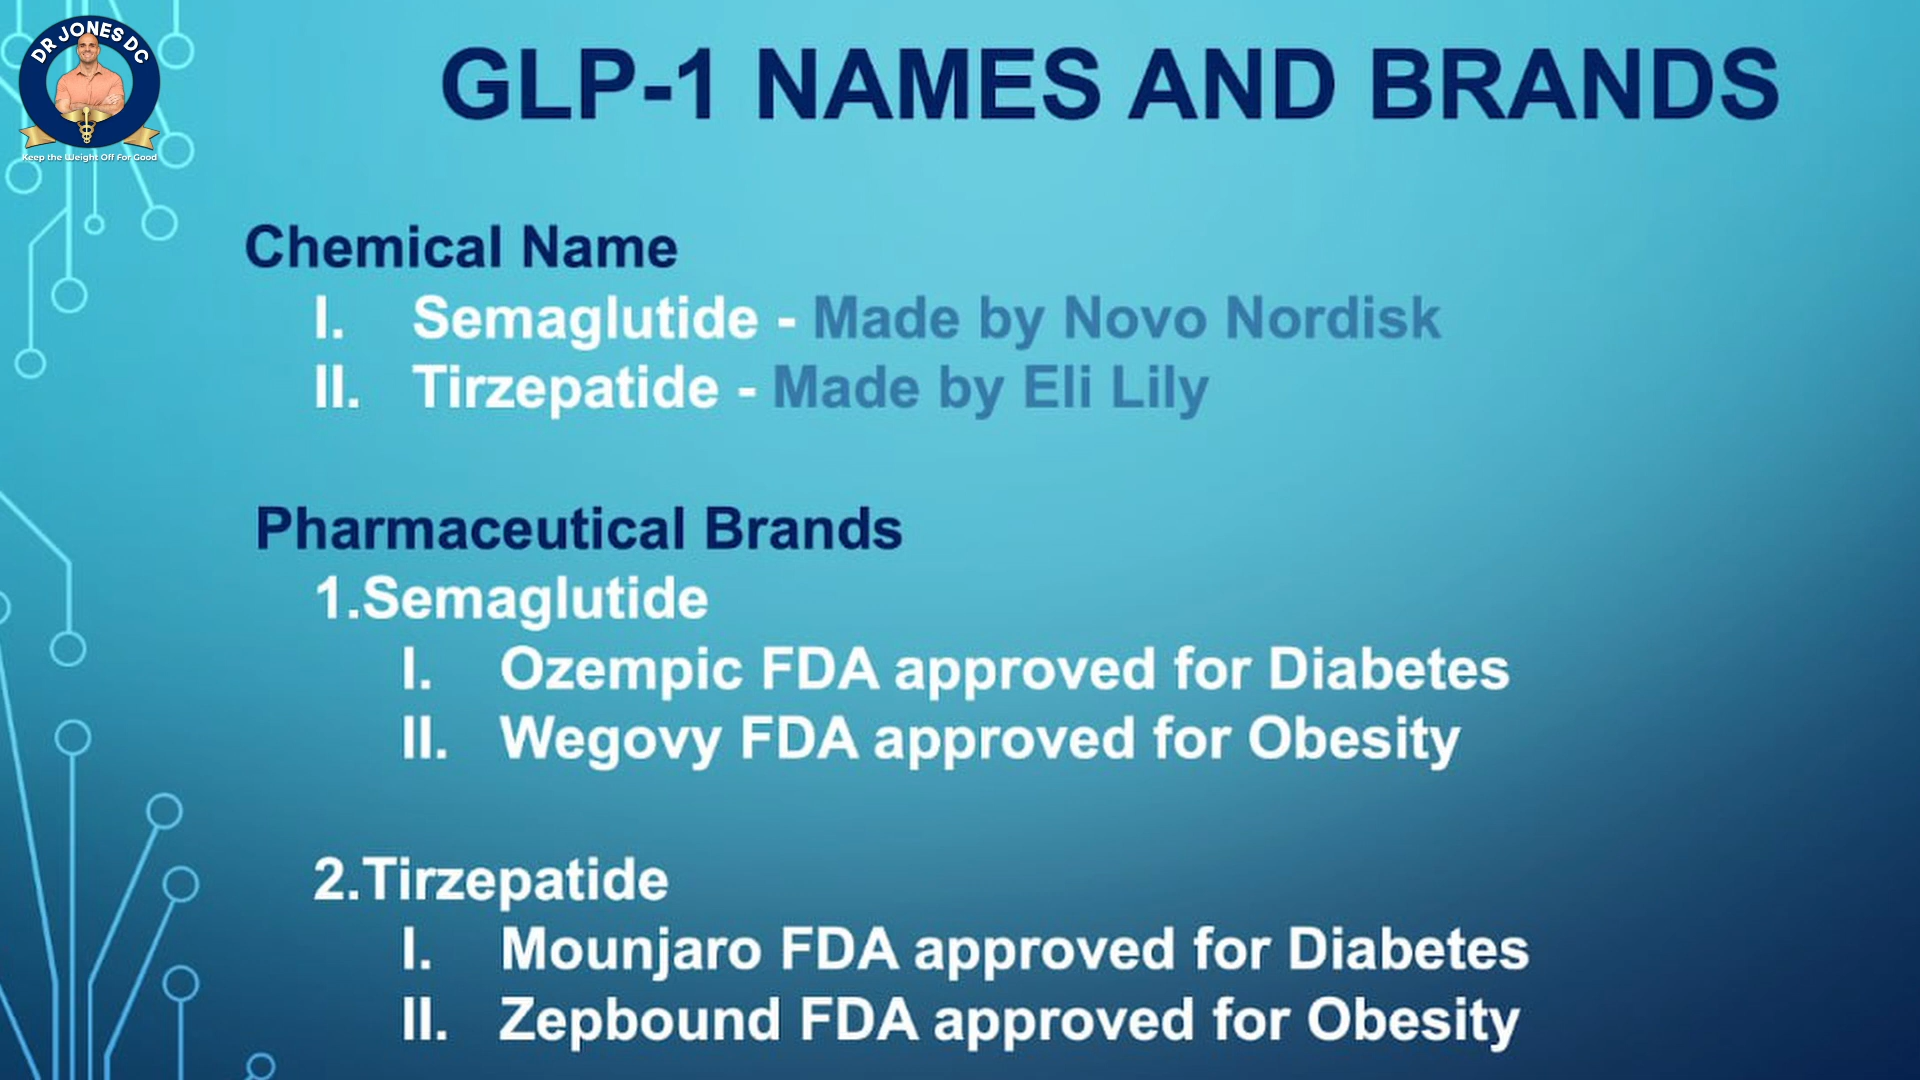 DR JONES DC
Keep the Weight Off For Good
GLP-1 NAMES AND BRANDS
Chemical Name
I. Semaglutide - Made by Novo Nordisk
II. Tirzepatide - Made by Eli Lily
Pharmaceutical Brands
1.Semaglutide
I. Ozempic FDA approved for Diabetes
II. Wegovy FDA approved for Obesity
2.Tirzepatide
I. Mounjaro FDA approved for Diabetes
II. Zepbound FDA approved for Obesity